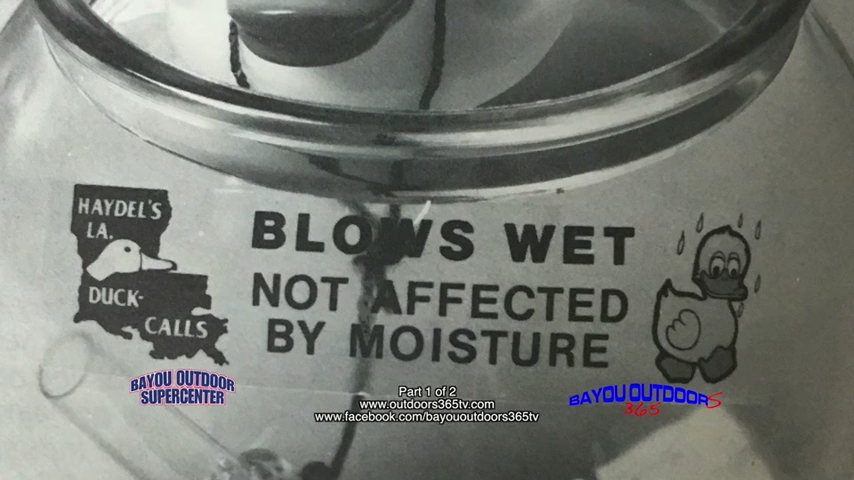 HAYDEL'S
LA.
DUCK-
CALLS
BLOWS WET
NOT AFFECTED
BY MOISTURE
BAYOU OUTDOOR
SUPERCENTER
Part 1 of 2
www.outdoors365tv.com
www.facebook.com/bayououtdoors365tv
BAYOU OUTDOORS
365